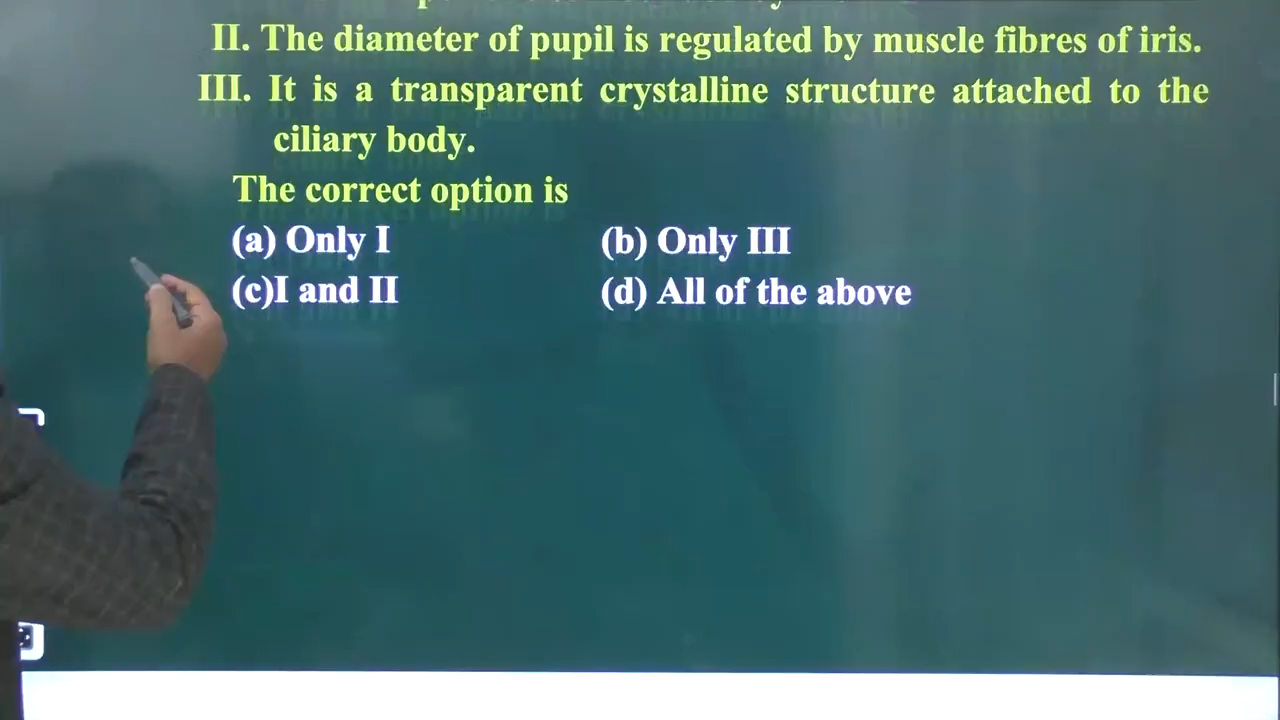 II. The diameter of pupil is regulated by muscle fibres of iris.
III. It is a transparent crystalline structure attached to the
ciliary body.
The correct option is
(a) Only I
(b) Only III
(c)I and II
(d) All of the above